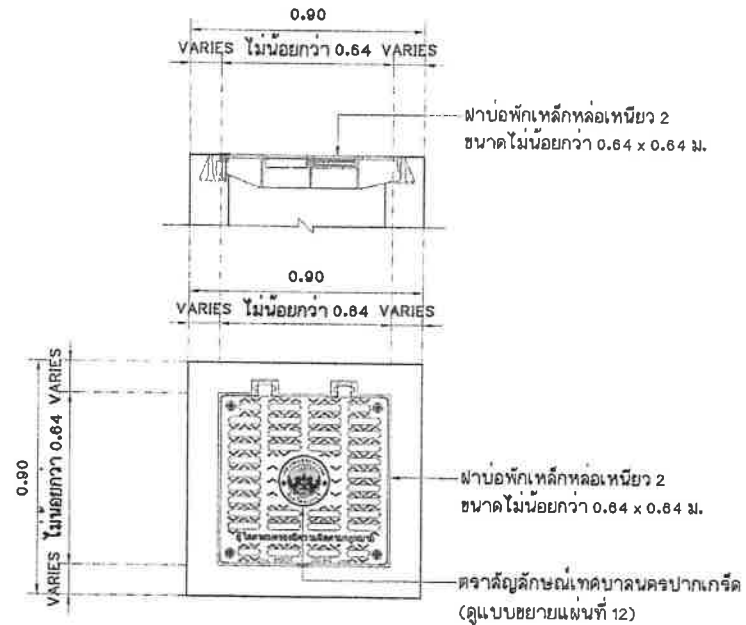 0.90
VARIES ไม่น้อยกว่า 0.64 VARIES
ฝาบ่อพักเหล็กหล่อเหนียว 2
ขนาดไม่น้อยกว่า 0.64 x 0.64 ม.
0.90
VARIES ไม่น้อยกว่า 0.64 VARIES
0.90
VARIES ไม่น้อยกว่า 0.64 VARIES
ฝาบ่อพักเหล็กหล่อเหนียว 2
ขนาดไม่น้อยกว่า 0.64 x 0.64 ม.
ตราสัญลักษณ์เทศบาลนครปากเกร็ด
(ดูแบบขยายแผ่นที่ 12)